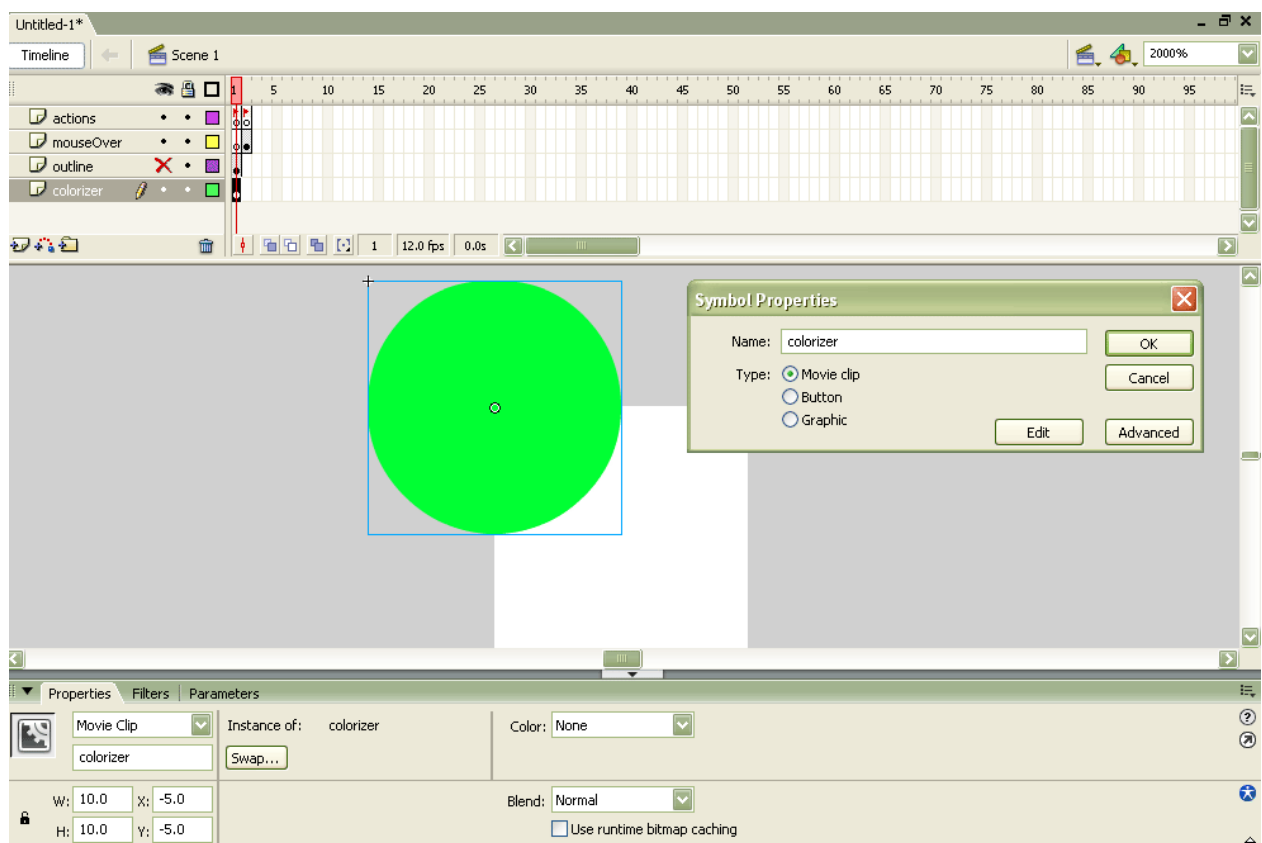 Untitled-1*
Timeline Scene 1 2000%
1 5 10 15 20 25 30 35 40 45 50 55 60 65 70 75 80 85 90 95
actions
mouseOver
outline
colorizer
1 12.0 fps 0.0s
Symbol Properties
Name: colorizer OK
Type: Movie clip Cancel
Button
Graphic Edit Advanced
Properties Filters Parameters
Movie Clip Instance of: colorizer Color: None
colorizer Swap...
W: 10.0 X: -5.0 Blend: Normal
H: 10.0 Y: -5.0 Use runtime bitmap caching